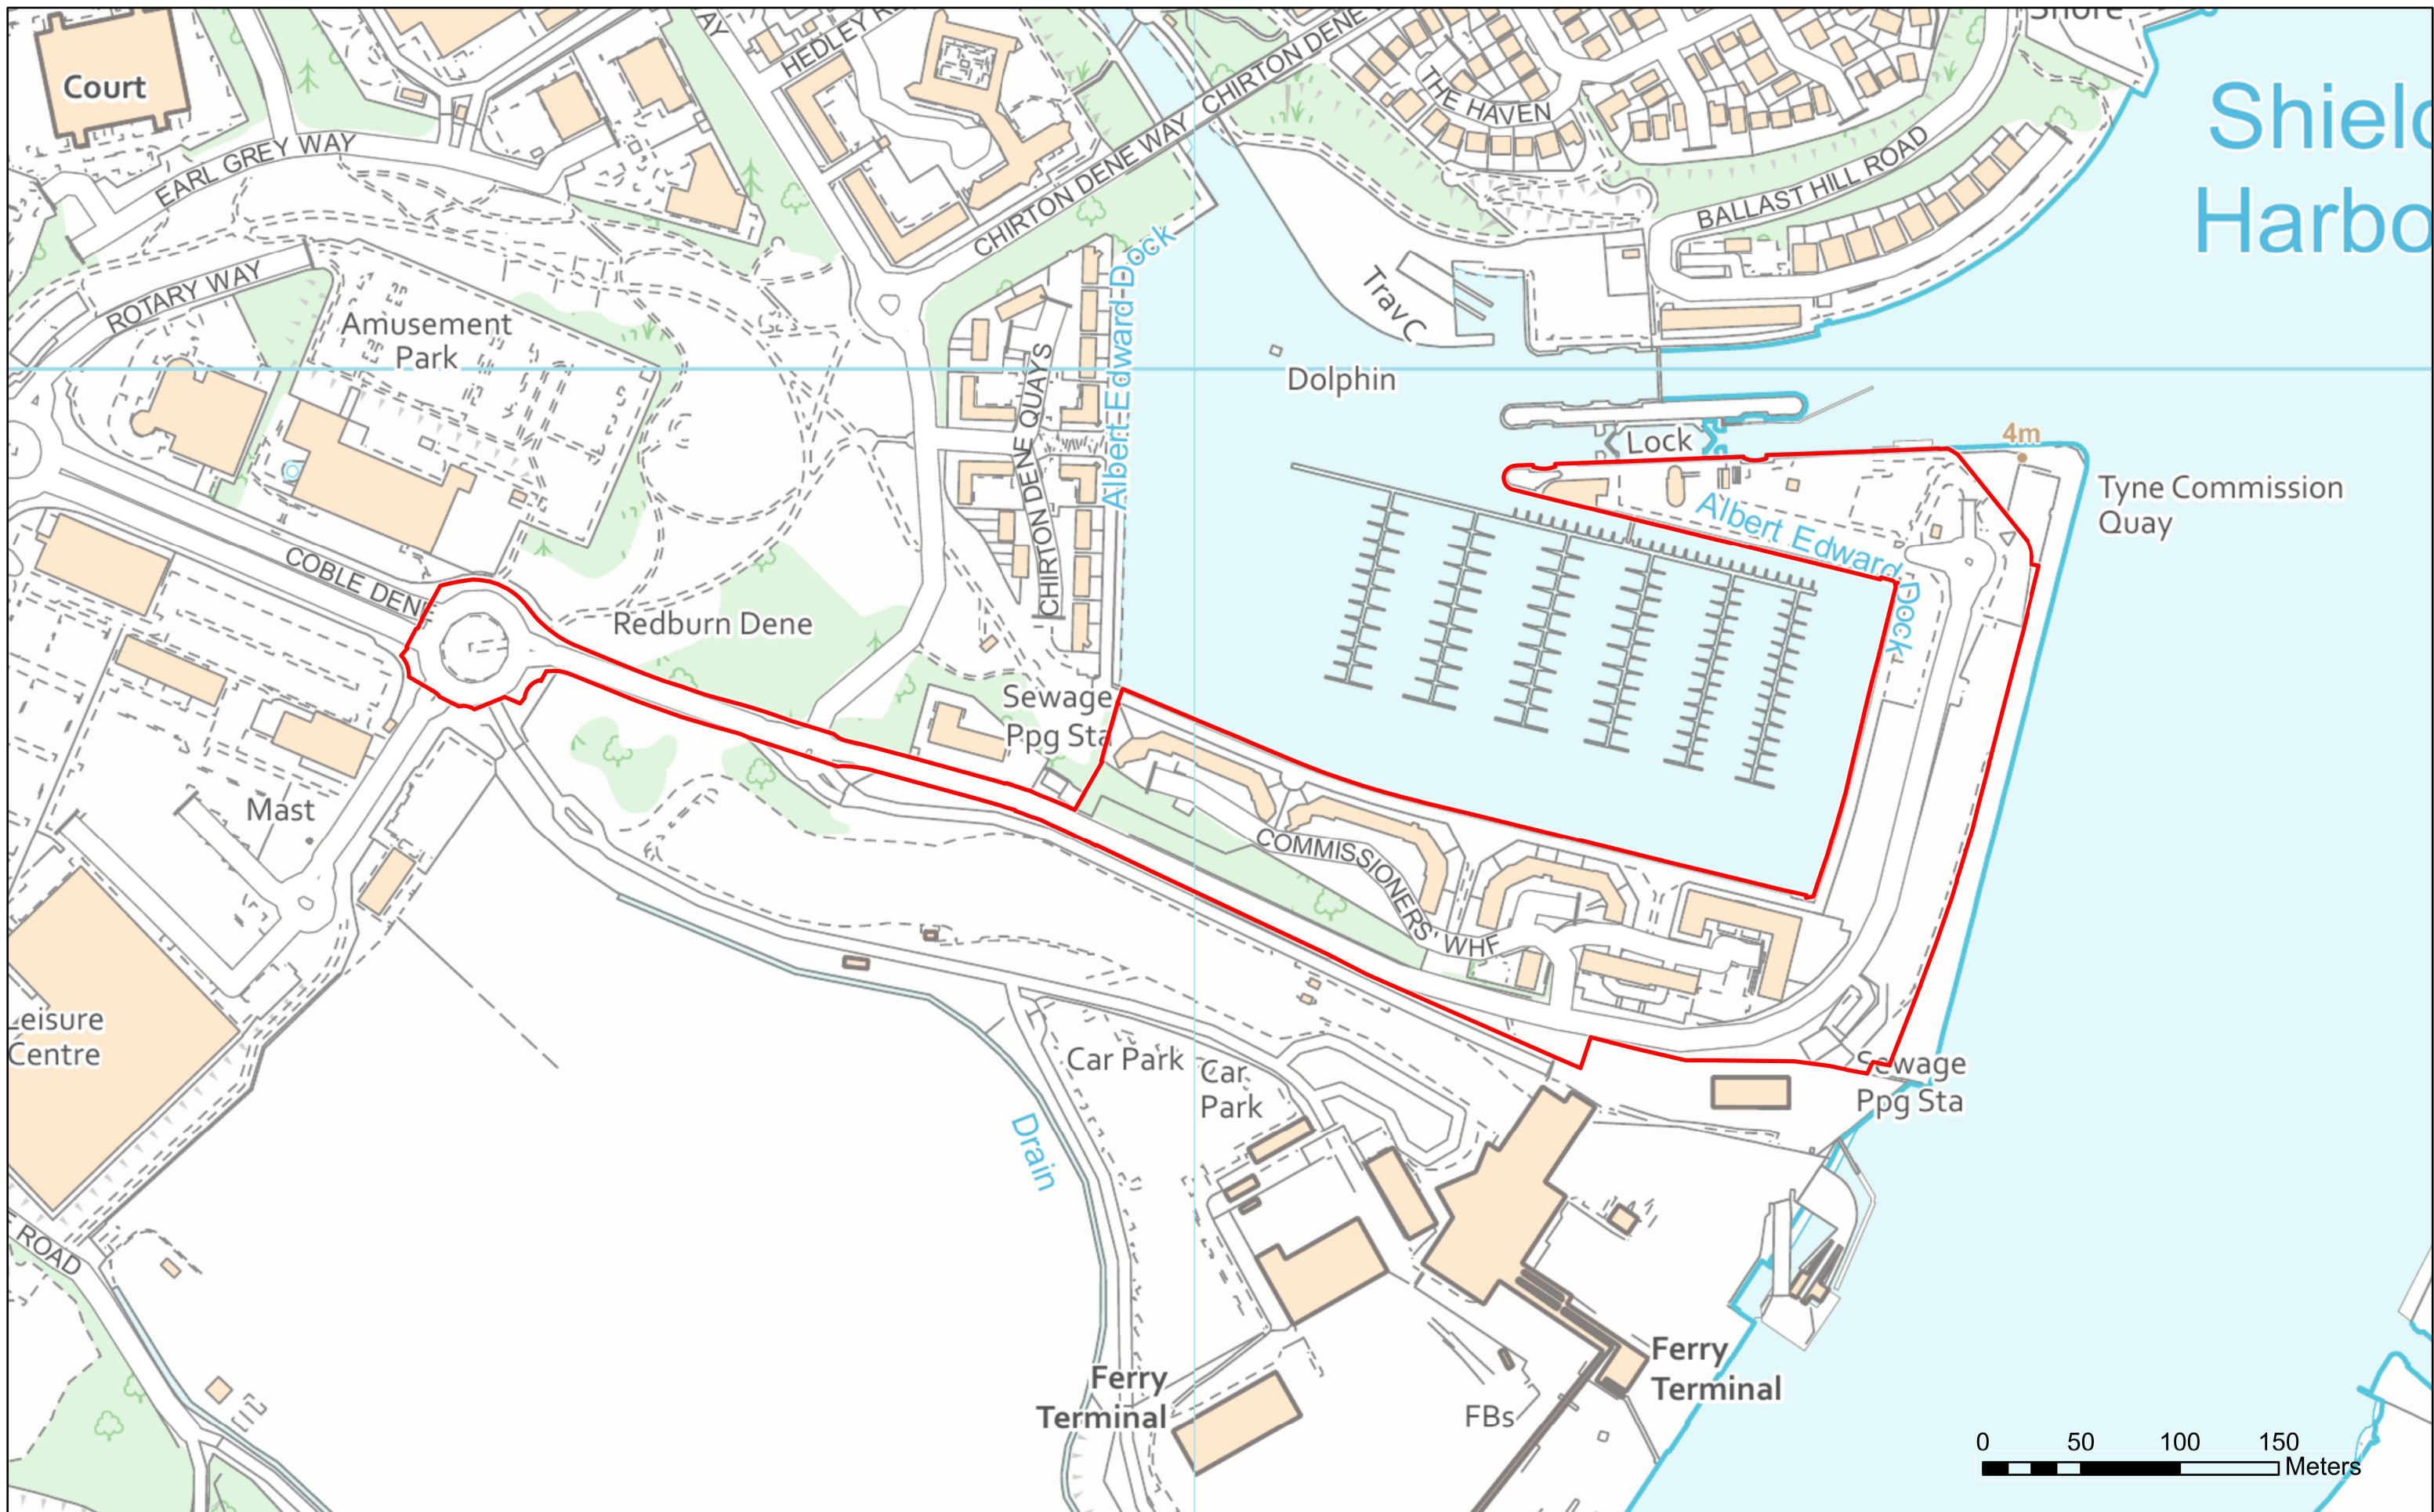 Shore
HEDLEY R
CHIRTON DENE
Court
THE HAVEN
Shield
Harbo
EARL GREY WAY
CHIRTON DENE WAY
CHIRTON DENE WAY
BALLAST HILL ROAD
Albert Edward Dock
ROTARY WAY
Trav C
Amusement
Park
CHIRTON DENE QUAYS
Dolphin
Lock
4m
Tyne Commission
Quay
Albert Edward
Dock
COBLE DENE
Redburn Dene
Sewage
Ppg Sta
Mast
COMMISSIONERS' WHF
Leisure
Centre
Car Park
Car
Park
Sewage
Ppg Sta
Drain
ROAD
Ferry
Terminal
Ferry
Terminal
FBs
0 50 100 150
Meters